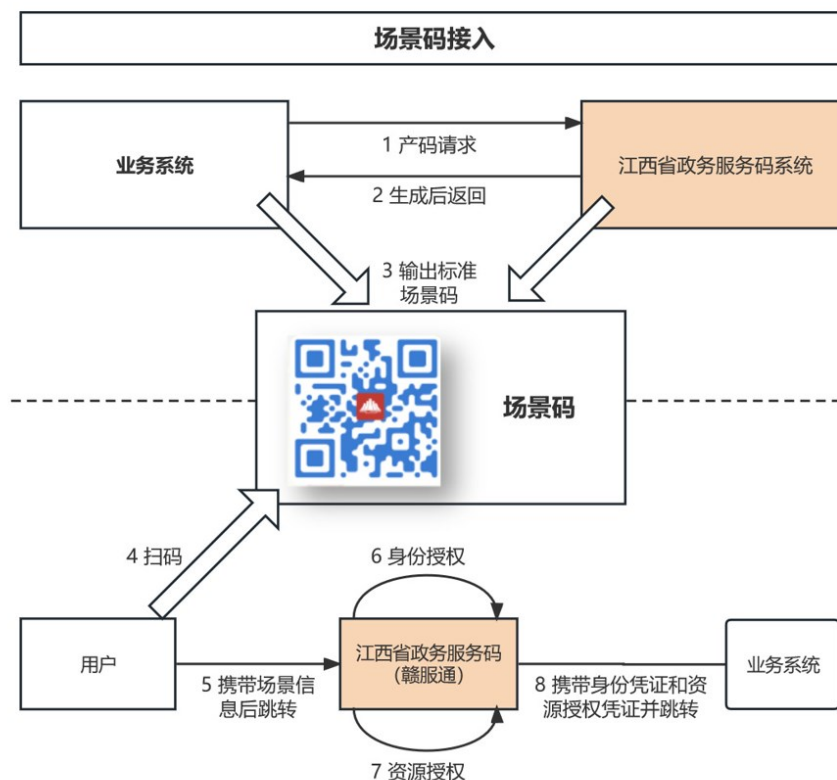 场景码接入
业务系统
1 产码请求
2 生成后返回
江西省政务服务码系统
3 输出标准
场景码
场景码
4 扫码
6 身份授权
用户
5 携带场景信
息后跳转
江西省政务服务码
（赣服通）
8 携带身份凭证和资
源授权凭证并跳转
业务系统
7 资源授权